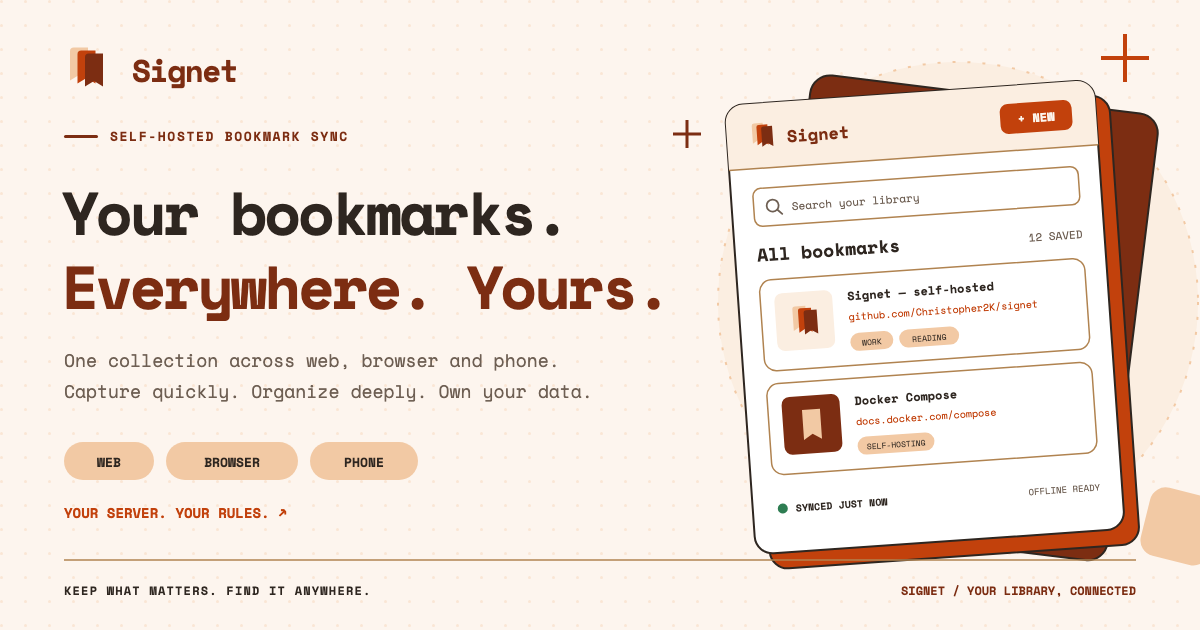 Signet
SELF-HOSTED BOOKMARK SYNC
Your bookmarks.
Everywhere. Yours.
One collection across web, browser and phone.
Capture quickly. Organize deeply. Own your data.
WEB BROWSER PHONE
YOUR SERVER. YOUR RULES. ↗
Signet
+ NEW
Search your library
All bookmarks
12 SAVED
Signet — self-hosted
github.com/Christopher2K/signet
WORK READING
Docker Compose
docs.docker.com/compose
SELF-HOSTING
SYNCED JUST NOW
OFFLINE READY
KEEP WHAT MATTERS. FIND IT ANYWHERE.
SIGNET / YOUR LIBRARY, CONNECTED